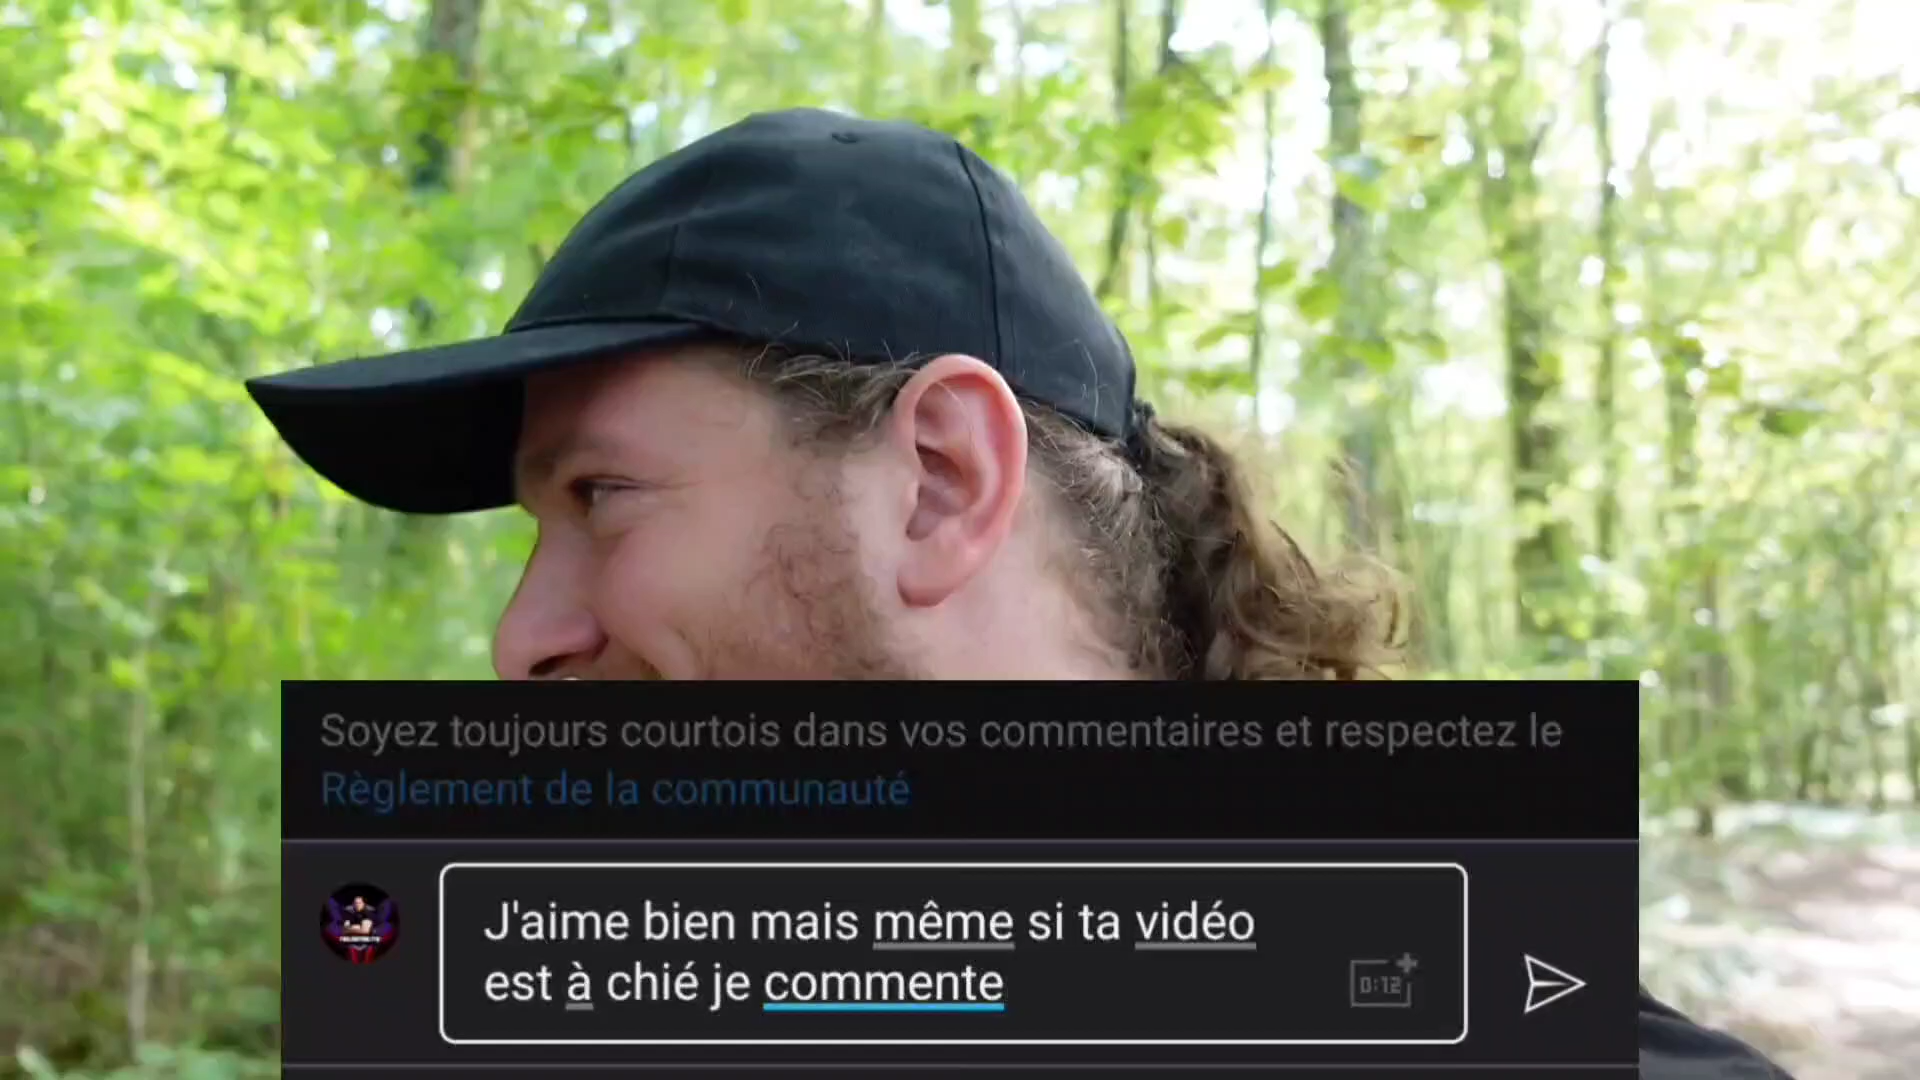 Soyez toujours courtois dans vos commentaires et respectez le
Règlement de la communauté
J'aime bien mais même si ta vidéo
est à chié je commente
0:12